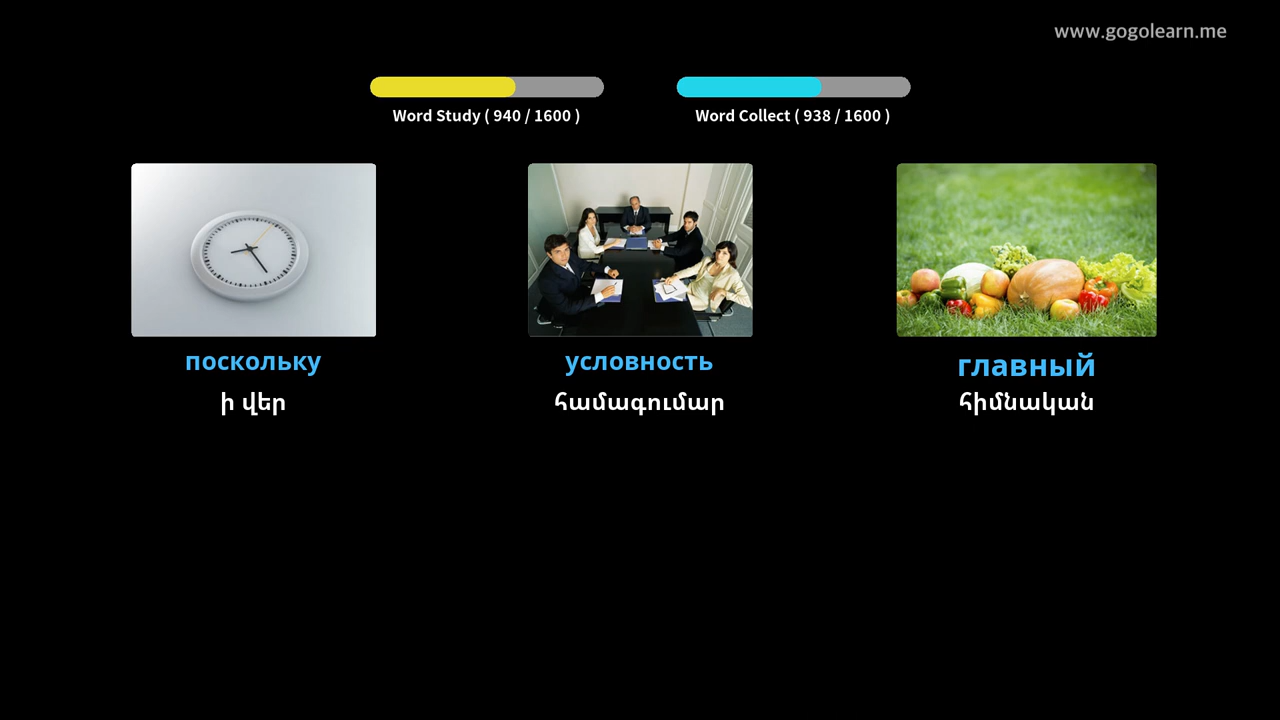 www.gogolearn.me
Word Study ( 940 / 1600 )
Word Collect ( 938 / 1600 )
поскольку
условность
главный
ի վեր
համագումար
հիմնական